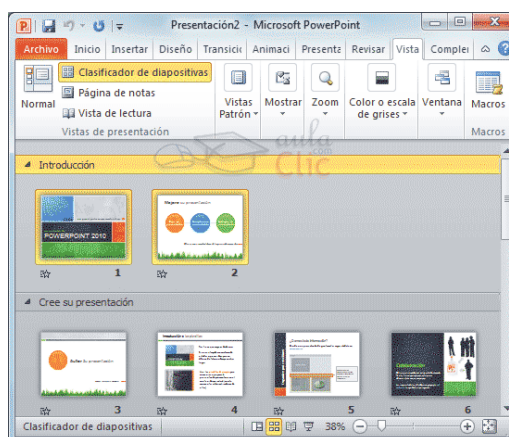 Presentación2 - Microsoft PowerPoint
Archivo Inicio Insertar Diseño Transicio Animaci Presenta Revisar Vista Complei
Normal
Clasificador de diapositivas
Página de notas
Vista de lectura
Vistas Patrón
Mostrar
Zoom
Color o escala de grises
Ventana
Macros
Vistas de presentación
Macros
aula
.com
Clic
Introducción
POWERPOINT 2010
1
2
Cree su presentación
3
4
5
6
Clasificador de diapositivas
38%